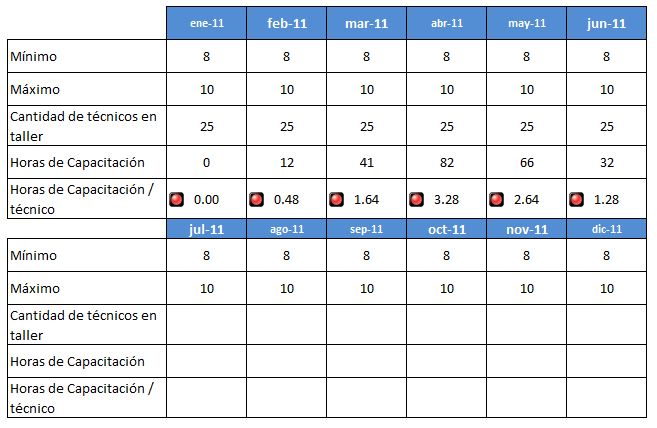 ene-11 feb-11 mar-11 abr-11 may-11 jun-11
Mínimo 8 8 8 8 8 8
Máximo 10 10 10 10 10 10
Cantidad de técnicos en
taller 25 25 25 25 25 25
Horas de Capacitación 0 12 41 82 66 32
Horas de Capacitación /
técnico 0.00 0.48 1.64 3.28 2.64 1.28
jul-11 ago-11 sep-11 oct-11 nov-11 dic-11
Mínimo 8 8 8 8 8 8
Máximo 10 10 10 10 10 10
Cantidad de técnicos en
taller
Horas de Capacitación
Horas de Capacitación /
técnico